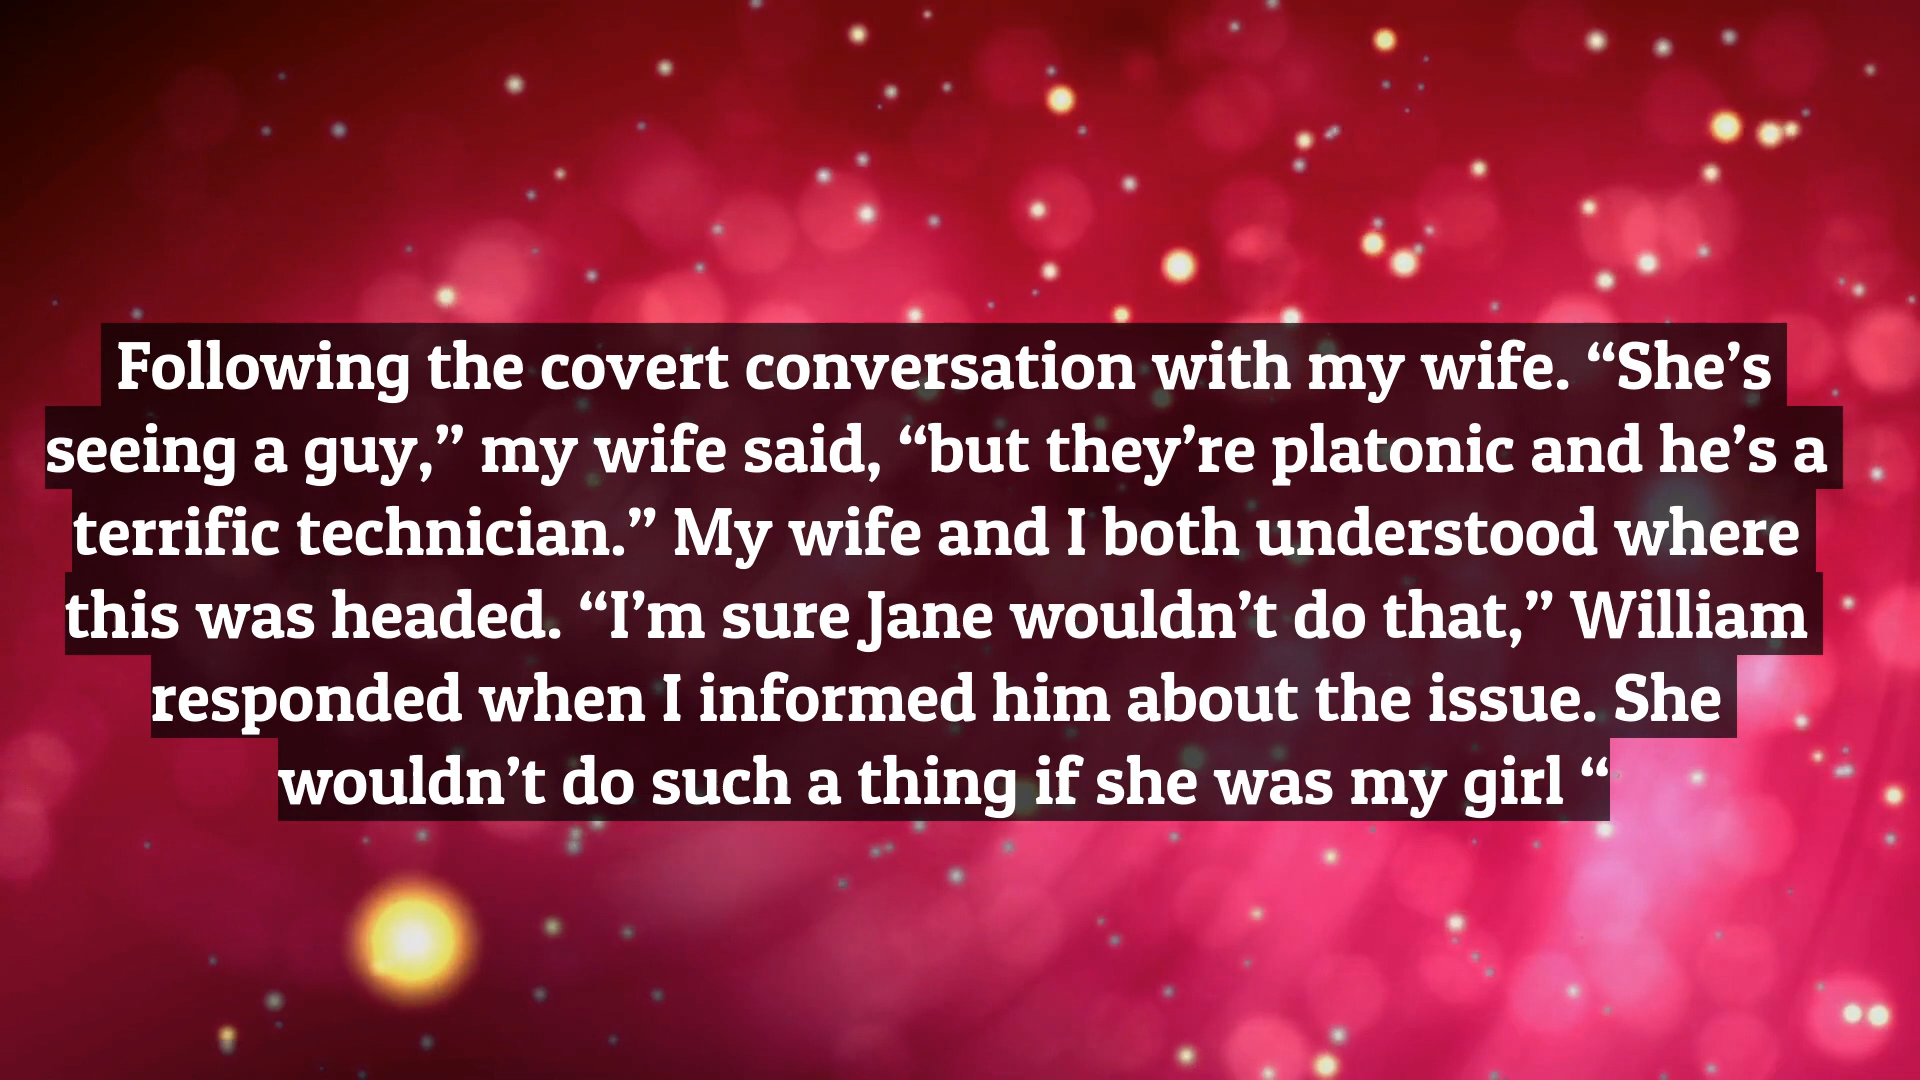 Following the covert conversation with my wife. “She’s
seeing a guy,” my wife said, “but they’re platonic and he’s a
terrific technician.” My wife and I both understood where
this was headed. “I’m sure Jane wouldn’t do that,” William
responded when I informed him about the issue. She
wouldn’t do such a thing if she was my girl “